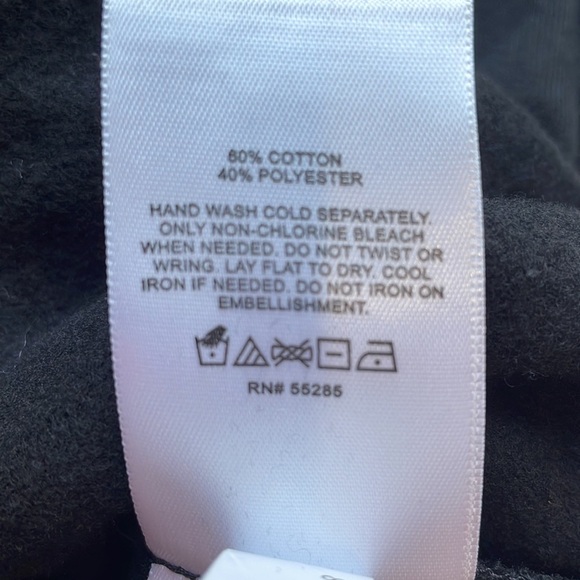 60% COTTON
40% POLYESTER
HAND WASH COLD SEPARATELY.
ONLY NON-CHLORINE BLEACH
WHEN NEEDED. DO NOT TWIST OR
WRING. LAY FLAT TO DRY. COOL
IRON IF NEEDED. DO NOT IRON ON
EMBELLISHMENT.
RN# 55285